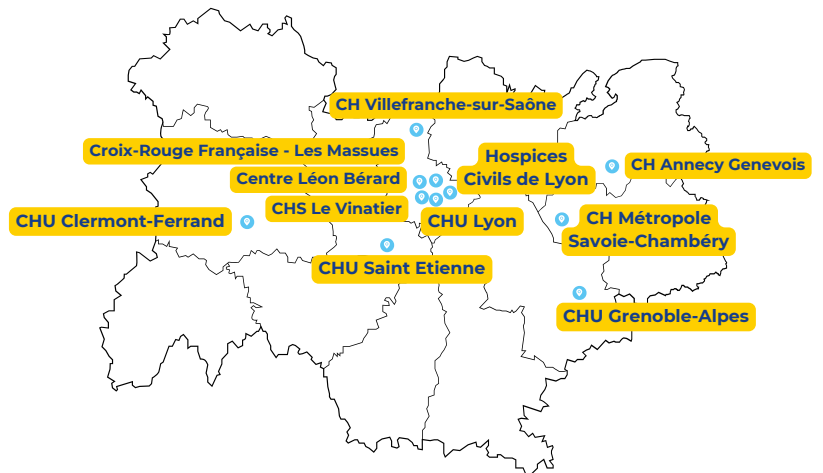 CH Villefranche-sur-Saône
Croix-Rouge Française - Les Massues
Hospices
Civils de Lyon
CH Annecy Genevois
Centre Léon Bérard
CHS Le Vinatier
CHU Lyon
CHU Clermont-Ferrand
CH Métropole
Savoie-Chambéry
CHU Saint Etienne
CHU Grenoble-Alpes